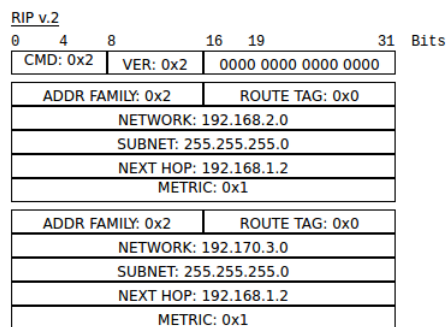 RIP v.2
0 4 8 16 19 31 Bits
CMD: 0x2 VER: 0x2 0000 0000 0000 0000
ADDR FAMILY: 0x2 ROUTE TAG: 0x0
NETWORK: 192.168.2.0
SUBNET: 255.255.255.0
NEXT HOP: 192.168.1.2
METRIC: 0x1
ADDR FAMILY: 0x2 ROUTE TAG: 0x0
NETWORK: 192.170.3.0
SUBNET: 255.255.255.0
NEXT HOP: 192.168.1.2
METRIC: 0x1